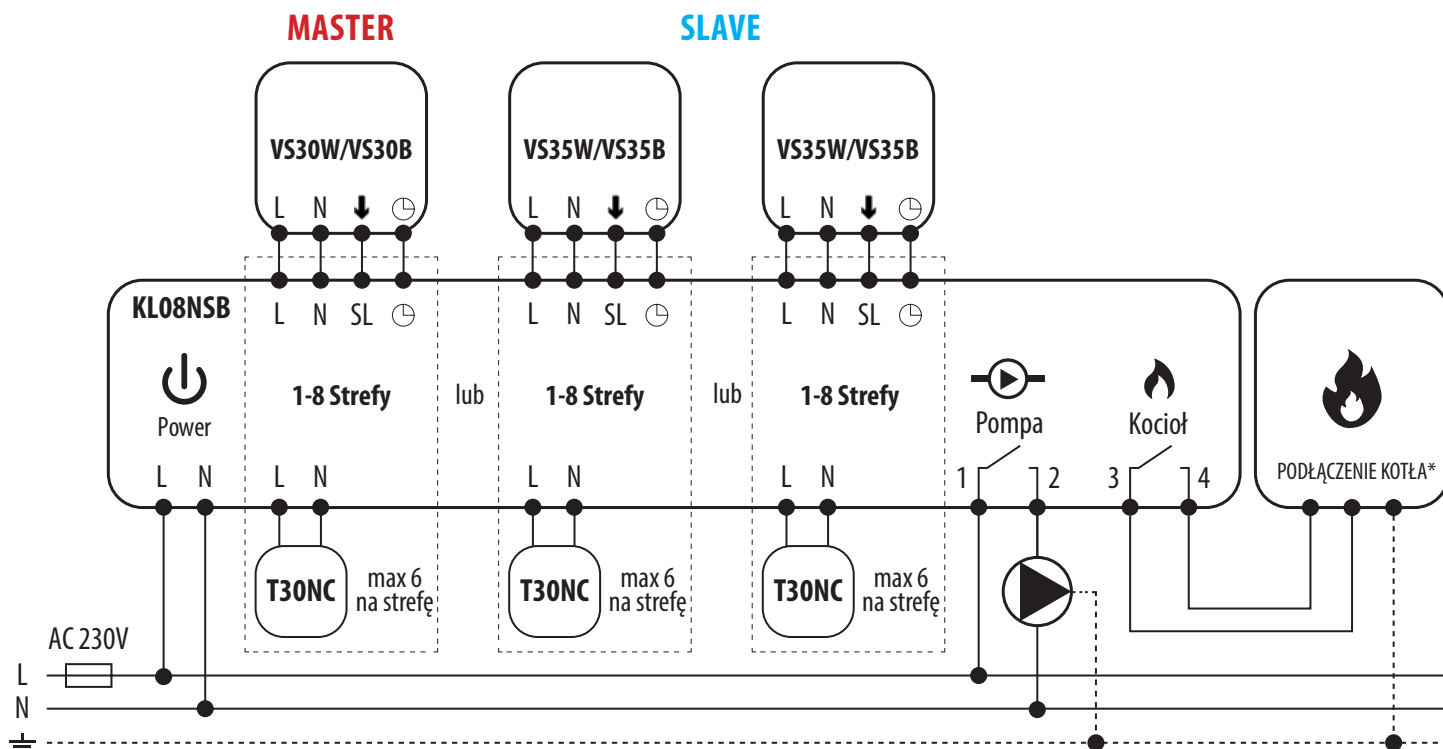 MASTER SLAVE
VS30W/VS30B VS35W/VS35B VS35W/VS35B
L N L N L N
KL08NSB
L N SL L N SL L N SL
1-8 Strefy lub 1-8 Strefy lub 1-8 Strefy
Power
Pompa Kocioł
PODŁĄCZENIE KOTŁA*
L N L N L N L N 1 2 3 4
T30NC max 6 T30NC max 6 T30NC max 6
na strefę na strefę na strefę
AC 230V
L
N